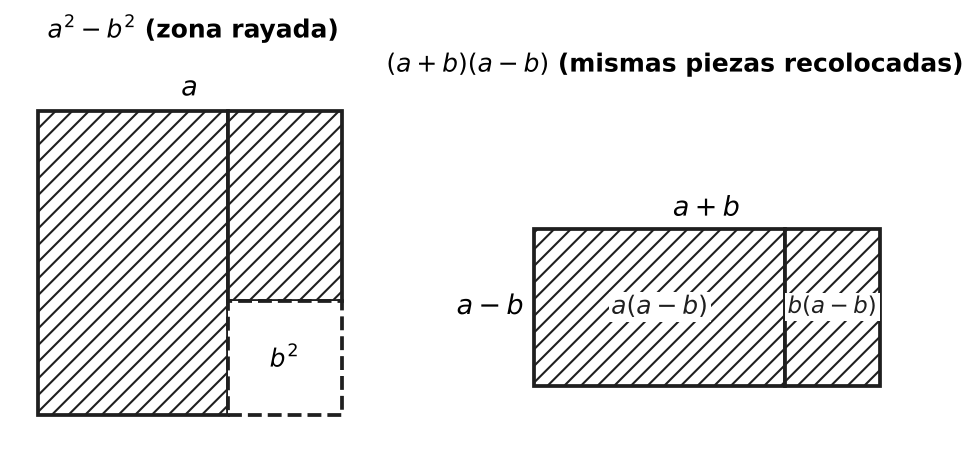 a² − b² (zona rayada)
a
b²
(a + b)(a − b) (mismas piezas recolocadas)
a + b
a − b
a(a − b)
b(a − b)